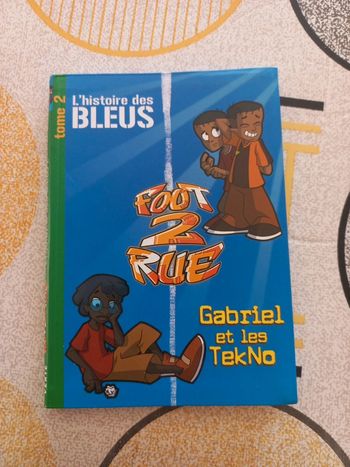 tome 2
L'histoire des
BLEUS
FOOT
2
RUE
Gabriel
et les
TekNo